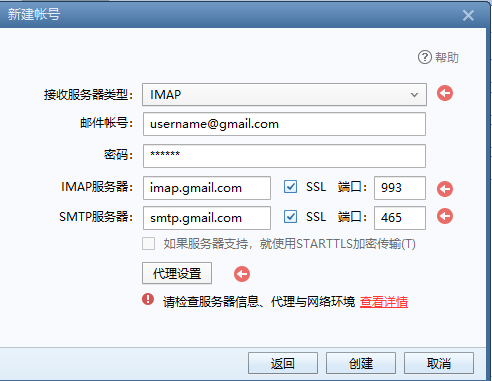 新建帐号
帮助
接收服务器类型： IMAP
邮件帐号： username@gmail.com
密码： ******
IMAP服务器： imap.gmail.com SSL 端口： 993
SMTP服务器： smtp.gmail.com SSL 端口： 465
如果服务器支持，就使用STARTTLS加密传输(T)
代理设置
请检查服务器信息、代理与网络环境 查看详情
返回 创建 取消